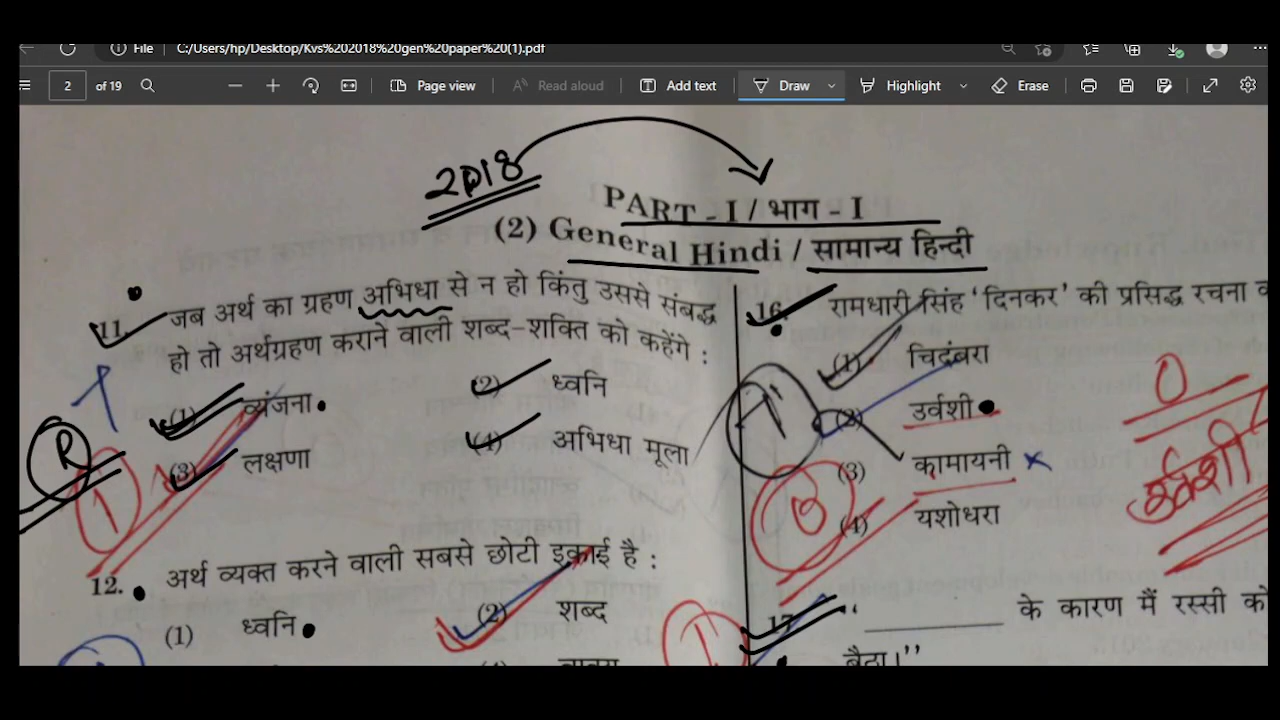 File C:/Users/hp/Desktop/Kvs%202018%20gen%20paper%20(1).pdf
2 of 19 Page view Read aloud Add text Draw Highlight Erase
2018
PART - I / भाग - I
(2) General Hindi / सामान्य हिन्दी
11. जब अर्थ का ग्रहण अभिधा से न हो किंतु उससे संबद्ध
हो तो अर्थग्रहण कराने वाली शब्द-शक्ति को कहेंगे :
(1) व्यंजना
(2) ध्वनि
(3) लक्षणा
(4) अभिधा मूला
R
1
12. अर्थ व्यक्त करने वाली सबसे छोटी इकाई है :
(1) ध्वनि
(2) शब्द
16. रामधारी सिंह 'दिनकर' की प्रसिद्ध रचना
(1) चिदंबरा
(2) उर्वशी
(3) कामायनी
(4) यशोधरा
उर्वशी
17. "__________ के कारण मैं रस्सी को
बैठा।"